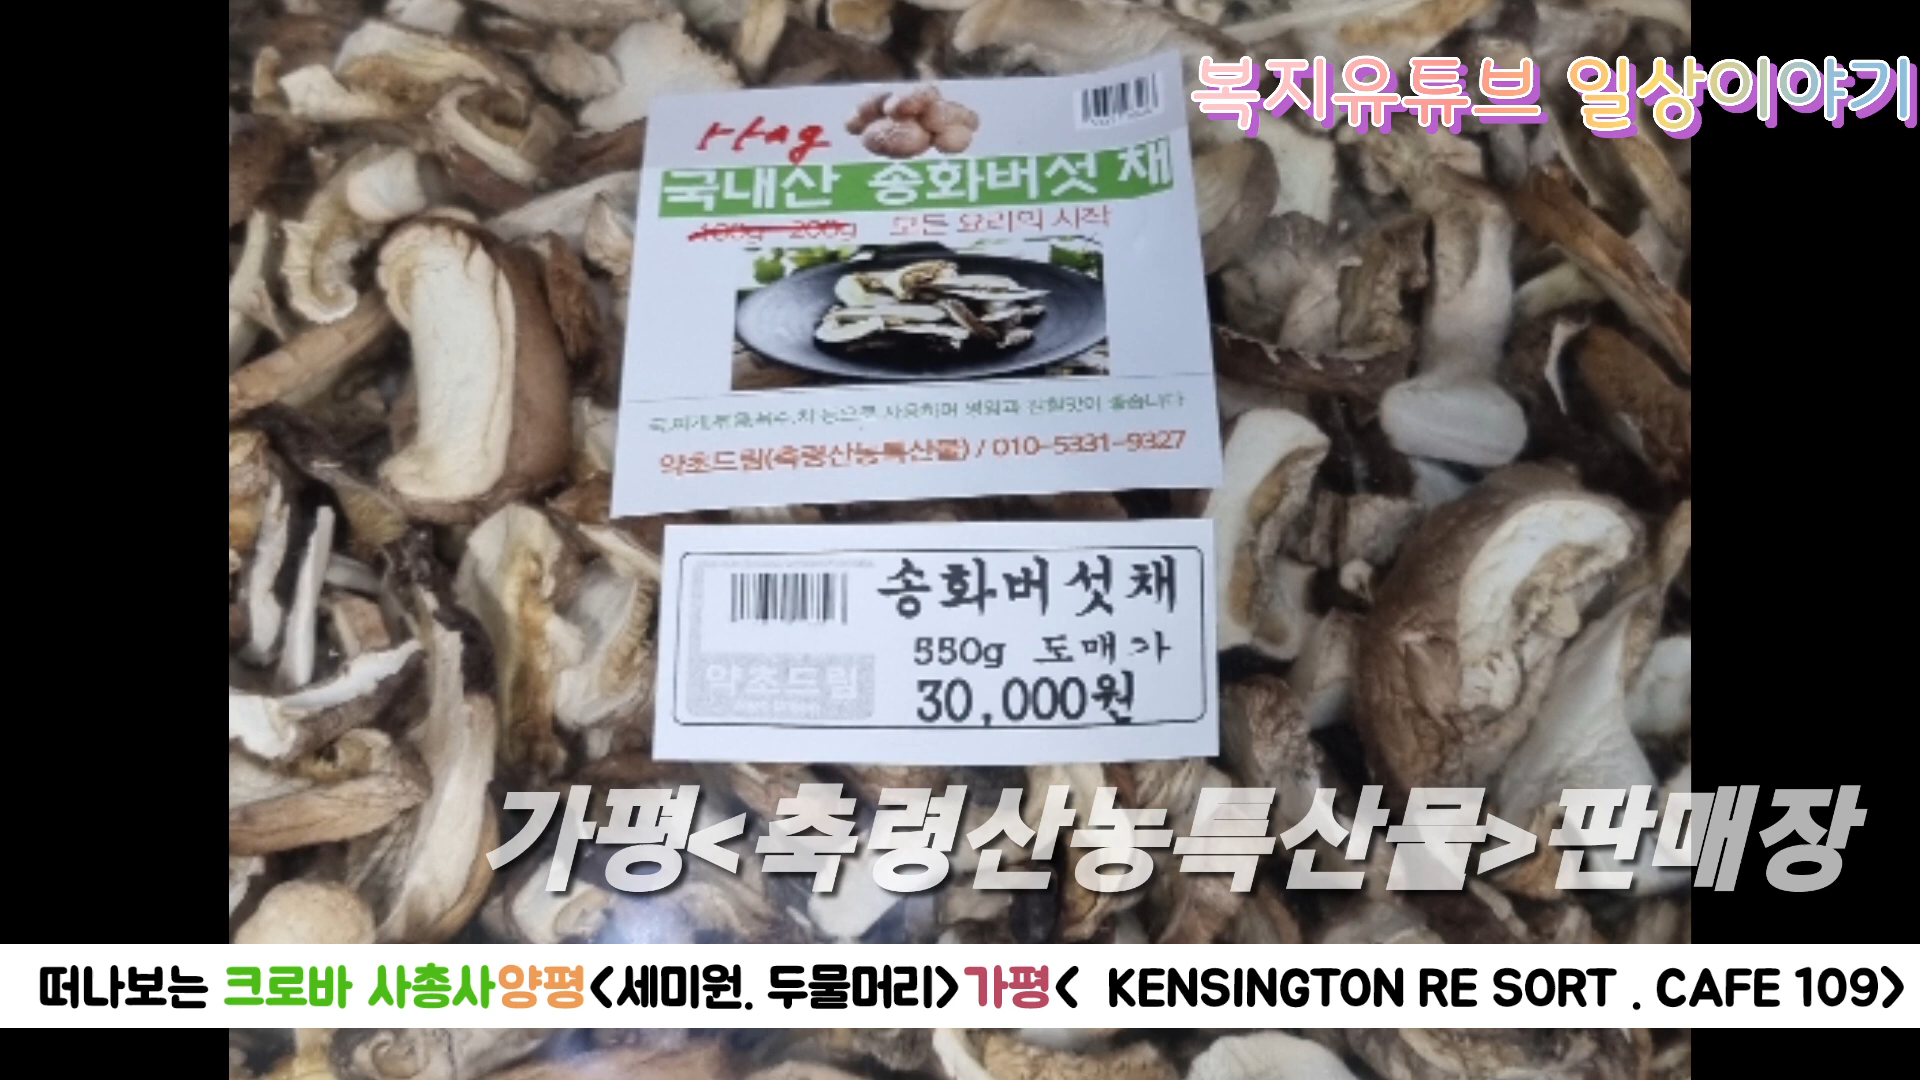 복지유튜브 일상이야기
국내산 송화버섯 채
100g 200g 모든 요리의 시작
약초드림(축령산농특산물) / 010-5331-9327
송화버섯채
550g 도매가
약초드림
30,000원
가평<축령산농특산물>판매장
떠나보는 크로바 사총사양평<세미원. 두물머리>가평< KENSINGTON RE SORT . CAFE 109>